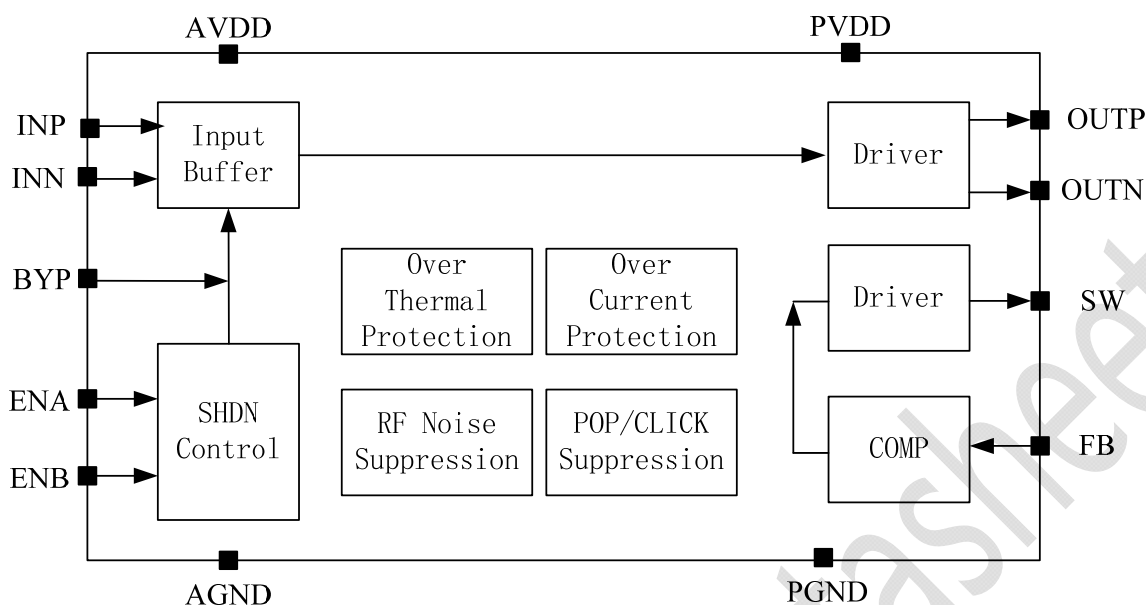 AVDD
PVDD
INP
INN
BYP
ENA
ENB
Input
Buffer
SHDN
Control
Over
Thermal
Protection
Over
Current
Protection
RF Noise
Suppression
POP/CLICK
Suppression
Driver
Driver
COMP
OUTP
OUTN
SW
FB
AGND
PGND